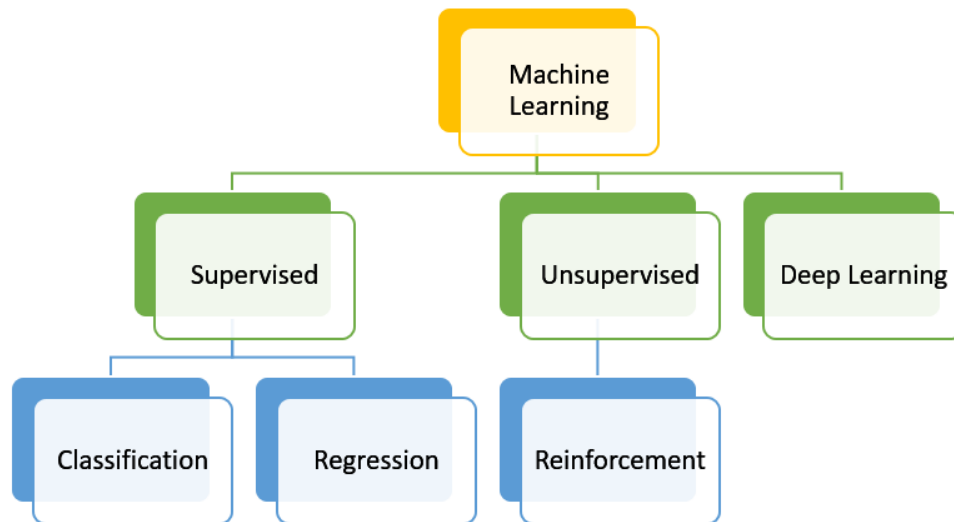 Machine
Learning
Supervised
Unsupervised
Deep Learning
Classification
Regression
Reinforcement